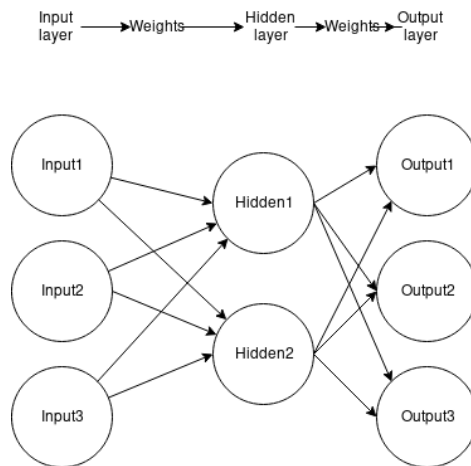 Input layer
Weights
Hidden layer
Weights
Output layer
Input1
Hidden1
Output1
Input2
Hidden2
Output2
Input3
Output3